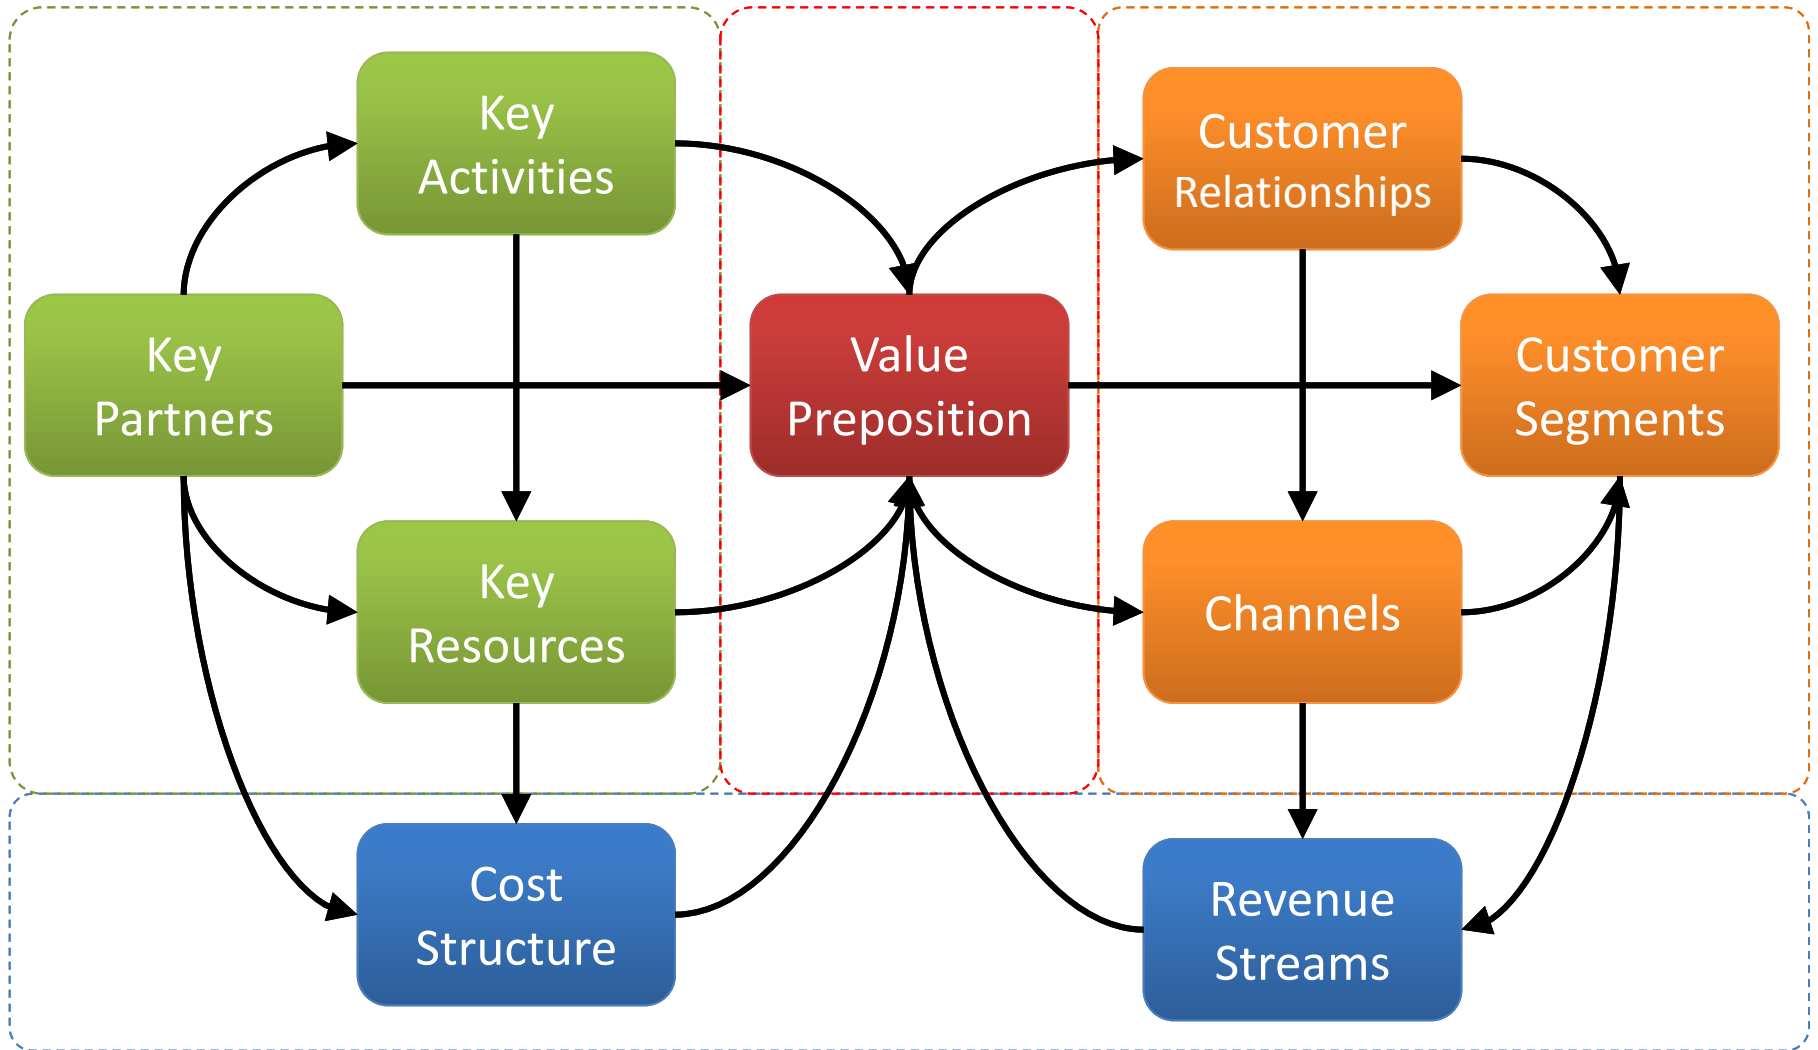 Key
Activities
Customer
Relationships
Key
Partners
Value
Preposition
Customer
Segments
Key
Resources
Channels
Cost
Structure
Revenue
Streams